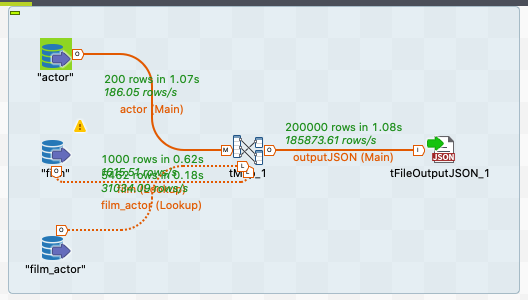 "actor"
200 rows in 1.07s
186.05 rows/s
actor (Main)
200000 rows in 1.08s
185873.61 rows/s
outputJSON (Main)
M
O
I
JSON
tFileOutputJSON_1
1000 rows in 0.62s
1615.51 rows/s
5462 rows in 0.18s
31034.09 rows/s
film (Lookup)
film_actor (Lookup)
"film_actor"